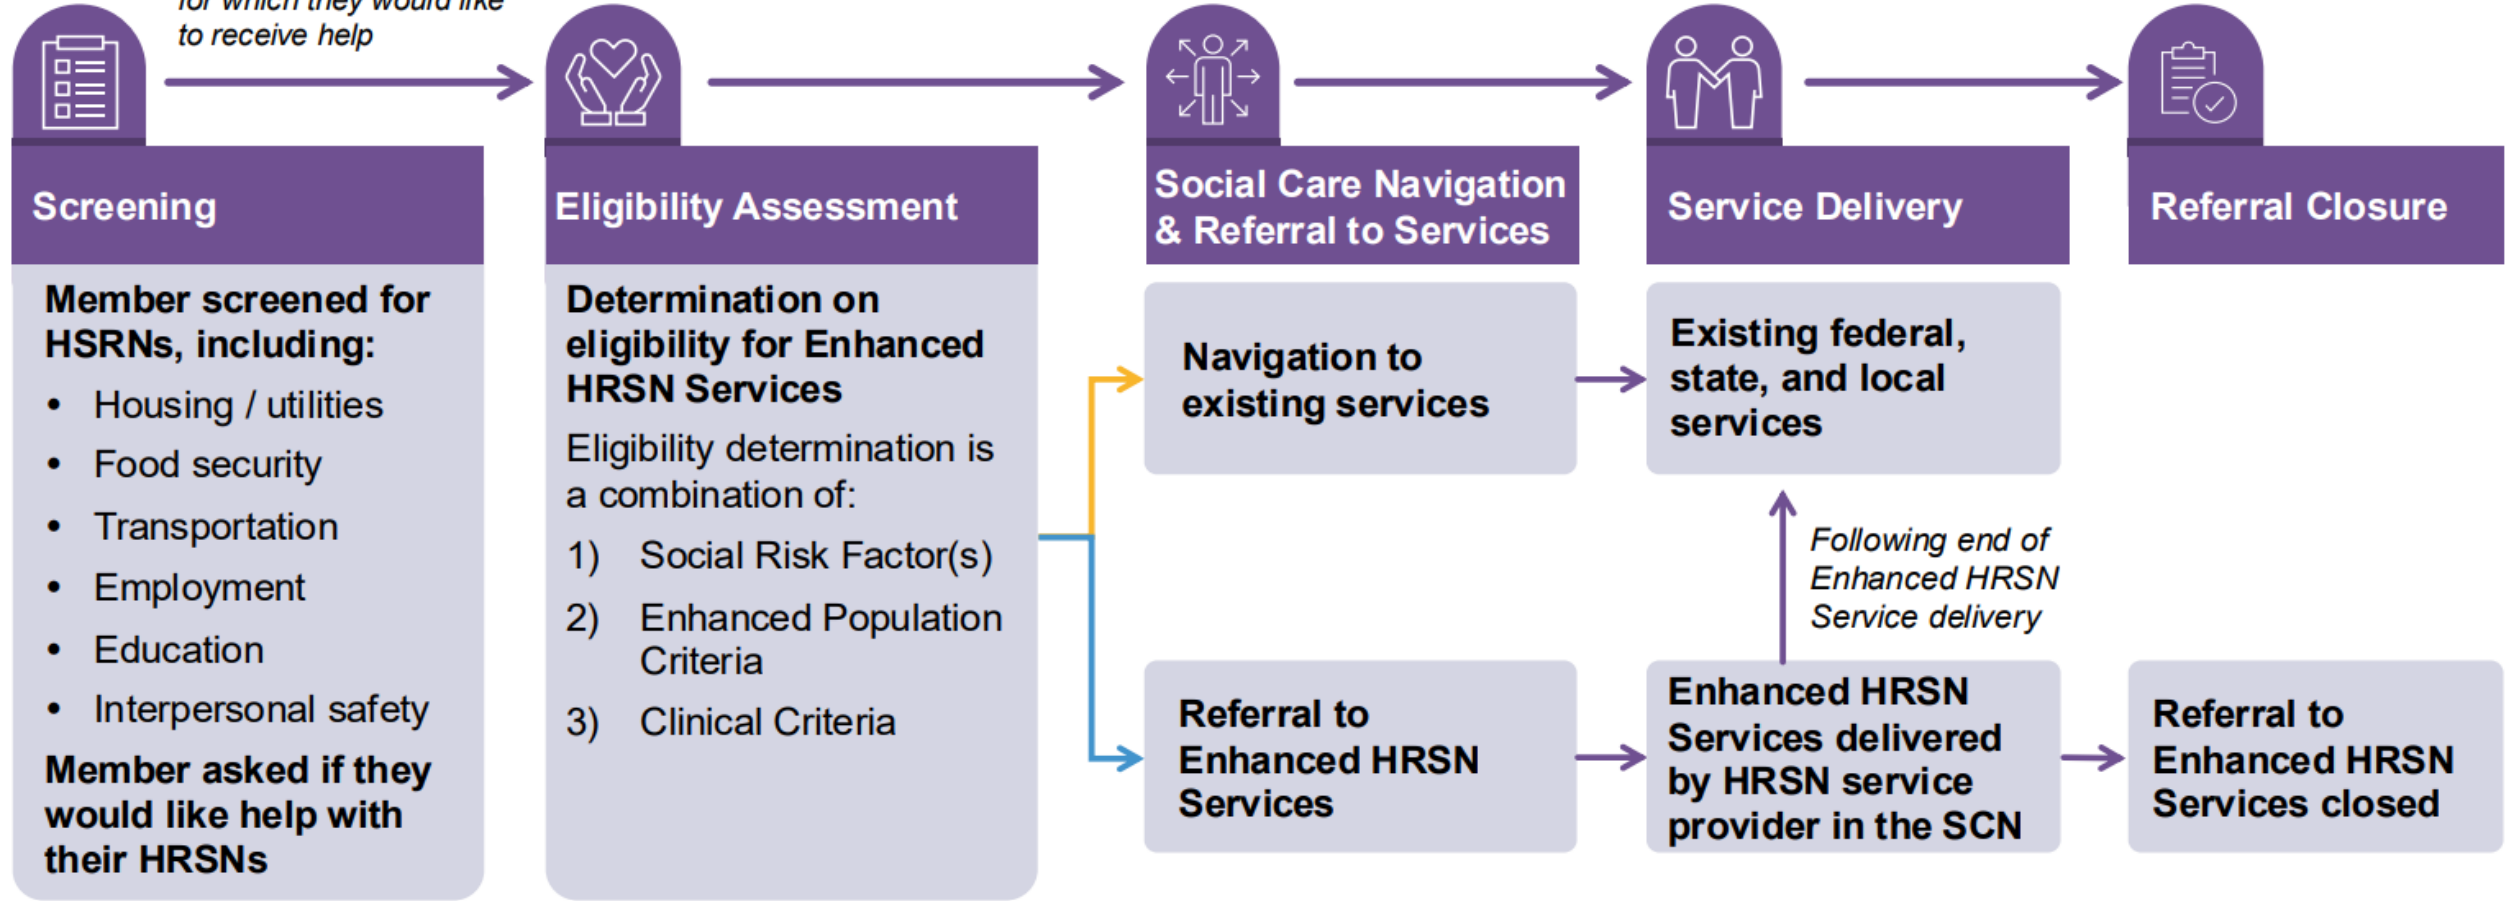 for which they would like
to receive help
Screening
Member screened for
HSRNs, including:
• Housing / utilities
• Food security
• Transportation
• Employment
• Education
• Interpersonal safety
Member asked if they
would like help with
their HRSNs
Eligibility Assessment
Determination on
eligibility for Enhanced
HRSN Services
Eligibility determination is
a combination of:
1) Social Risk Factor(s)
2) Enhanced Population
Criteria
3) Clinical Criteria
Social Care Navigation
& Referral to Services
Navigation to
existing services
Referral to
Enhanced HRSN
Services
Service Delivery
Existing federal,
state, and local
services
Following end of
Enhanced HRSN
Service delivery
Enhanced HRSN
Services delivered
by HRSN service
provider in the SCN
Referral Closure
Referral to
Enhanced HRSN
Services closed